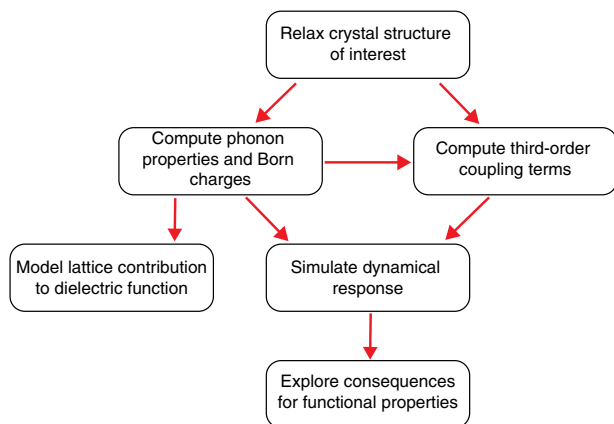 Relax crystal structure
of interest
Compute phonon
properties and Born
charges
Compute third-order
coupling terms
Model lattice contribution
to dielectric function
Simulate dynamical
response
Explore consequences
for functional properties